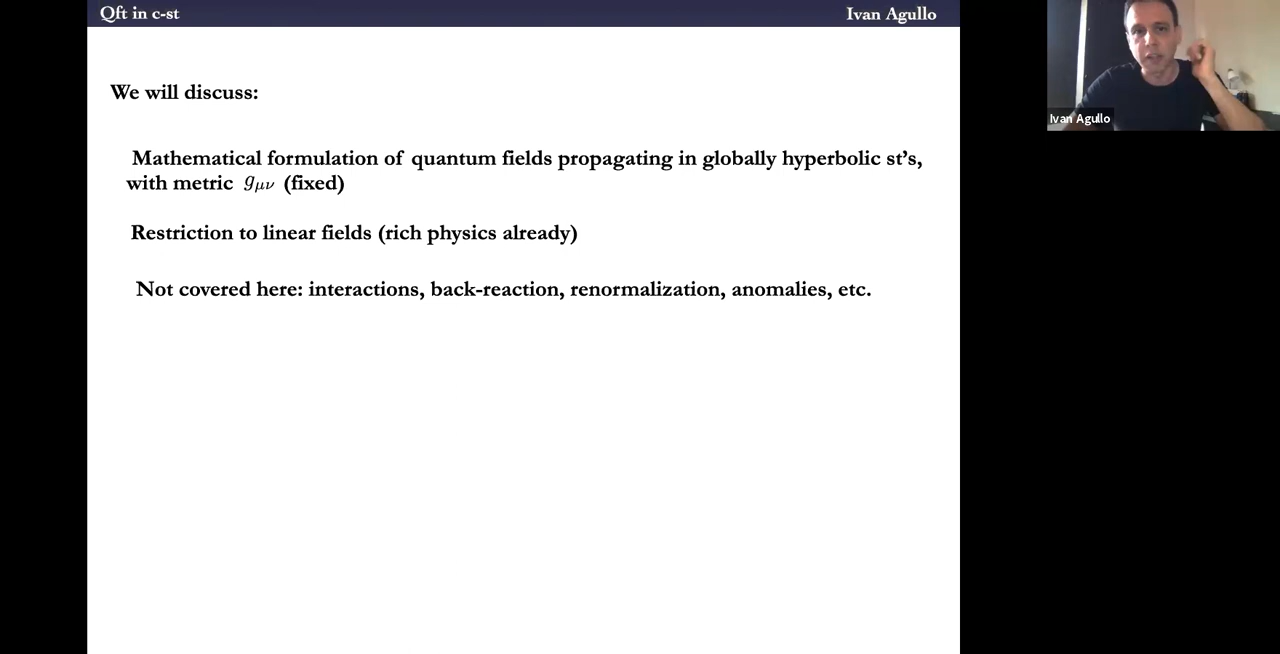 Qft in c-st
Ivan Agullo
We will discuss:
Mathematical formulation of quantum fields propagating in globally hyperbolic st's,
with metric gμν (fixed)
Restriction to linear fields (rich physics already)
Not covered here: interactions, back-reaction, renormalization, anomalies, etc.
Ivan Agullo